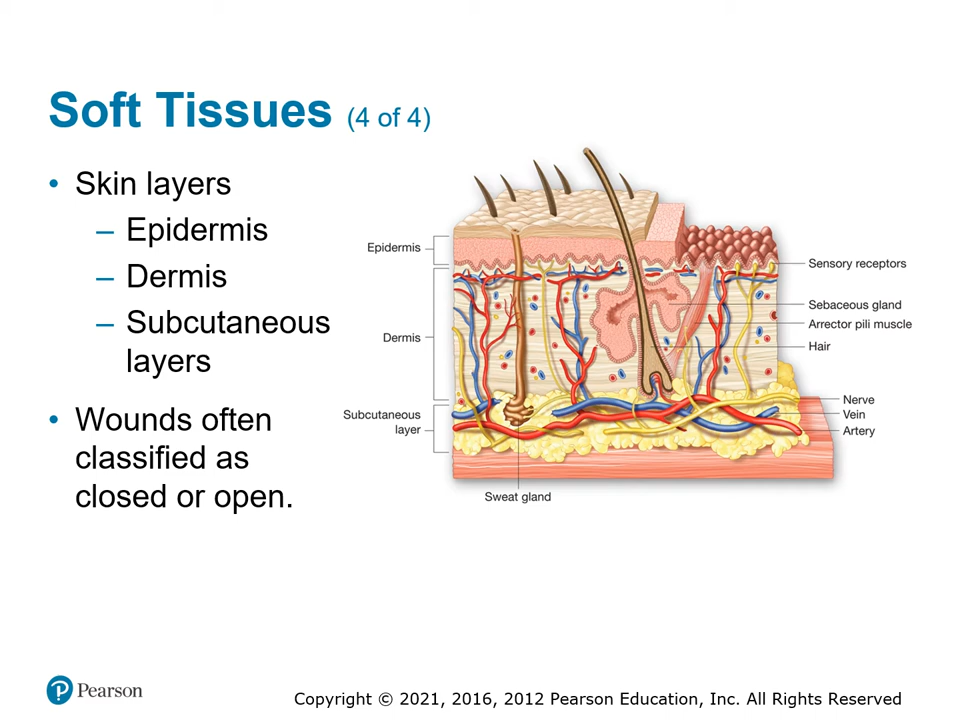 Soft Tissues (4 of 4)
• Skin layers
– Epidermis
– Dermis
– Subcutaneous
layers
• Wounds often
classified as
closed or open.
Epidermis
Dermis
Subcutaneous
layer
Sweat gland
Sensory receptors
Sebaceous gland
Arrector pili muscle
Hair
Nerve
Vein
Artery
P Pearson
Copyright © 2021, 2016, 2012 Pearson Education, Inc. All Rights Reserved